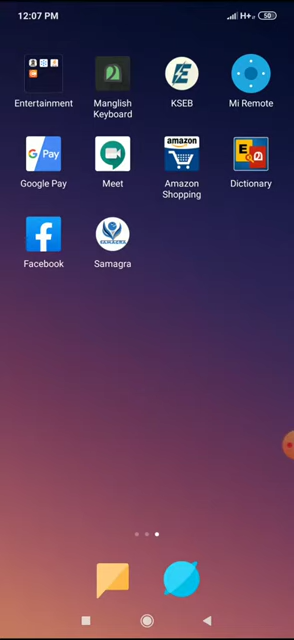 12:07 PM
H+
50
Entertainment
Manglish
Keyboard
KSEB
Mi Remote
G Pay
amazon
E
Google Pay
Meet
Amazon
Shopping
Dictionary
Facebook
Samagra